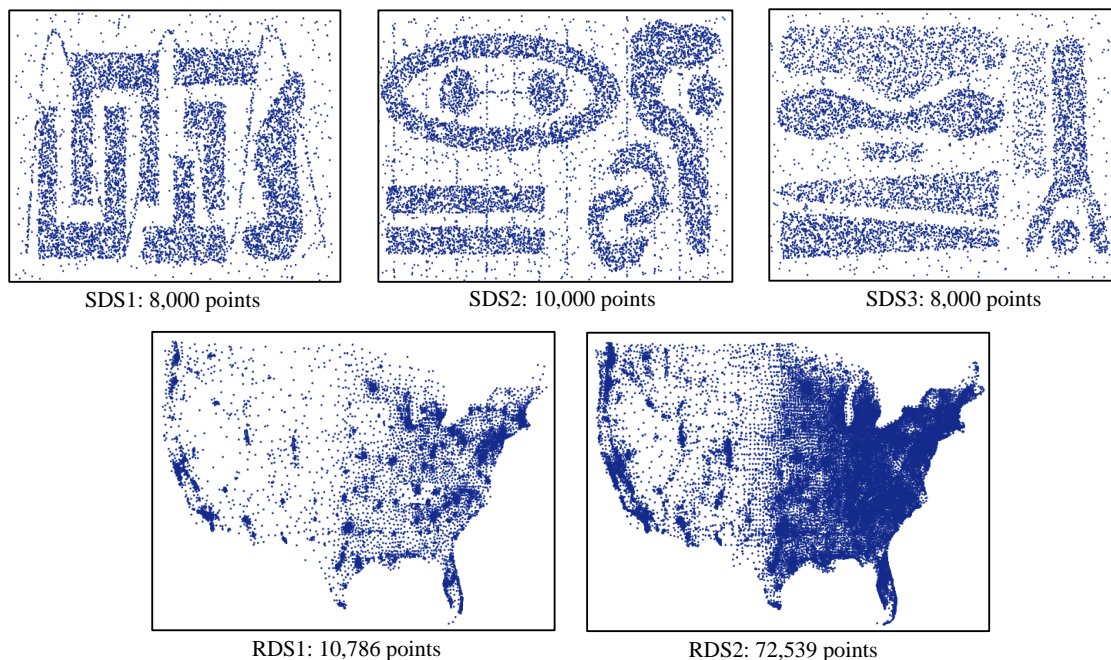 SDS1: 8,000 points
SDS2: 10,000 points
SDS3: 8,000 points
RDS1: 10,786 points
RDS2: 72,539 points